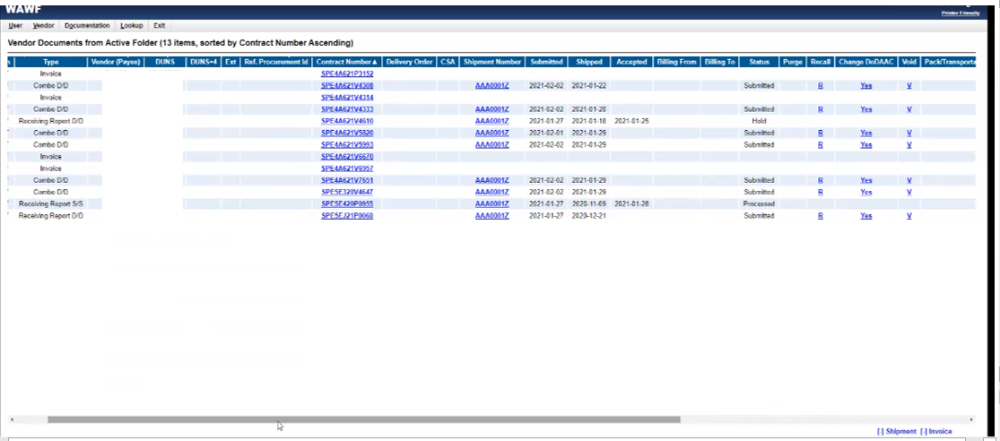 WAWF
Printer Friendly
User Vendor Documentation Lookup Exit
Vendor Documents from Active Folder (13 items, sorted by Contract Number Ascending)
Type Vendor (Payee) DUNS DUNS+4 Ext Ref. Procurement Id Contract Number▲ Delivery Order CSA Shipment Number Submitted Shipped Accepted Billing From Billing To Status Purge Recall Change DoDAAC Void Pack/Transporta
Invoice SPE4A621P3152
Combo D/D SPE4A621V4308 AAA0001Z 2021-02-02 2021-01-22 Submitted R Yes V
Invoice SPE4A621V4314
Combo D/D SPE4A621V4333 AAA0001Z 2021-02-02 2021-01-20 Submitted R Yes V
Receiving Report D/D SPE4A621V4610 AAA0001Z 2021-01-27 2021-01-18 2021-01-25 Hold
Combo D/D SPE4A621V5820 AAA0001Z 2021-02-01 2021-01-29 Submitted R Yes V
Combo D/D SPE4A621V5993 AAA0001Z 2021-02-02 2021-01-29 Submitted R Yes V
Invoice SPE4A621V6670
Invoice SPE4A621V6957
Combo D/D SPE4A621V7651 AAA0001Z 2021-02-02 2021-01-29 Submitted R Yes V
Combo D/D SPE5E320V4647 AAA0001Z 2021-02-02 2021-01-29 Submitted R Yes V
Receiving Report S/S SPE5E420P0955 AAA0001Z 2021-01-27 2020-11-09 2021-01-28 Processed
Receiving Report D/D SPE5EJ21P0060 AAA0001Z 2021-01-27 2020-12-21 Submitted R Yes V
[-] Shipment [-] Invoice